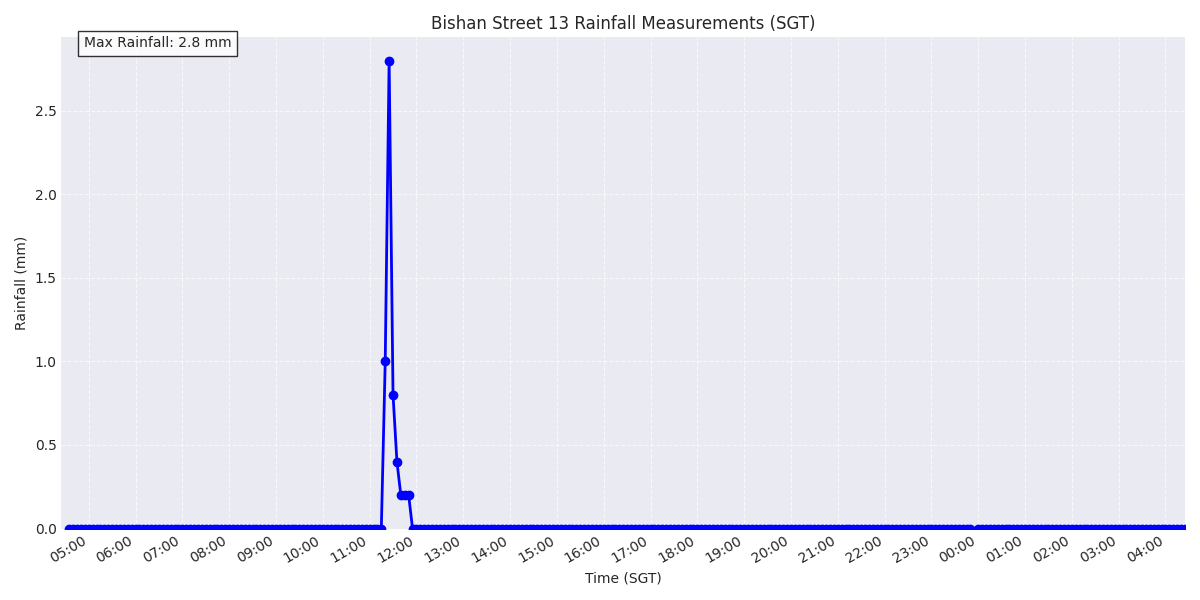 Bishan Street 13 Rainfall Measurements (SGT)
Max Rainfall: 2.8 mm
Rainfall (mm)
2.5
2.0
1.5
1.0
0.5
0.0
05:00 06:00 07:00 08:00 09:00 10:00 11:00 12:00 13:00 14:00 15:00 16:00 17:00 18:00 19:00 20:00 21:00 22:00 23:00 00:00 01:00 02:00 03:00 04:00
Time (SGT)